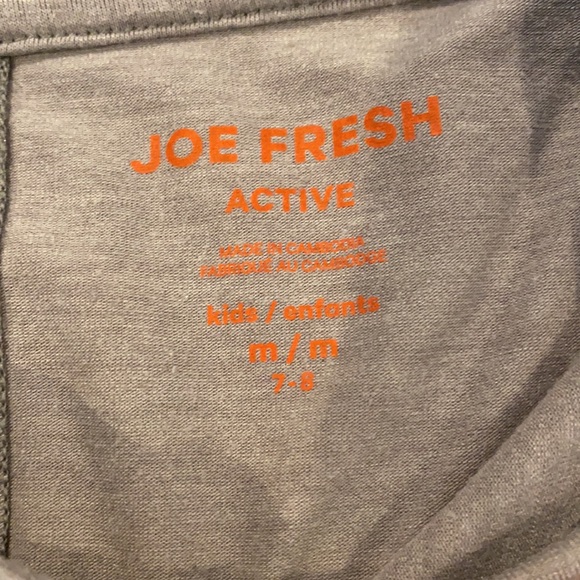 JOE FRESH
ACTIVE
MADE IN CAMBODIA
FABRIQUÉ AU CAMBODGE
kids / enfants
m / m
7-8